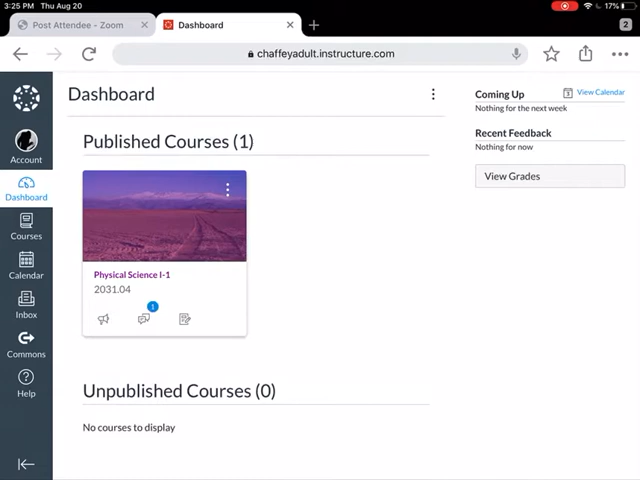 3:25 PM Thu Aug 20
17%
Post Attendee - Zoom
Dashboard
2
chaffeyadult.instructure.com
Dashboard
Published Courses (1)
Physical Science I-1
2031.04
1
Unpublished Courses (0)
No courses to display
Account
Dashboard
Courses
Calendar
Inbox
Commons
Help
Coming Up
View Calendar
Nothing for the next week
Recent Feedback
Nothing for now
View Grades